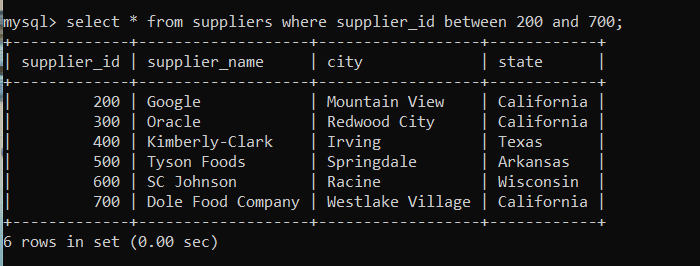 mysql> select * from suppliers where supplier_id between 200 and 700;
+-------------+-------------------+------------------+------------+
| supplier_id | supplier_name     | city             | state      |
+-------------+-------------------+------------------+------------+
|         200 | Google            | Mountain View    | California |
|         300 | Oracle            | Redwood City     | California |
|         400 | Kimberly-Clark    | Irving           | Texas      |
|         500 | Tyson Foods       | Springdale       | Arkansas   |
|         600 | SC Johnson        | Racine           | Wisconsin  |
|         700 | Dole Food Company | Westlake Village | California |
+-------------+-------------------+------------------+------------+
6 rows in set (0.00 sec)